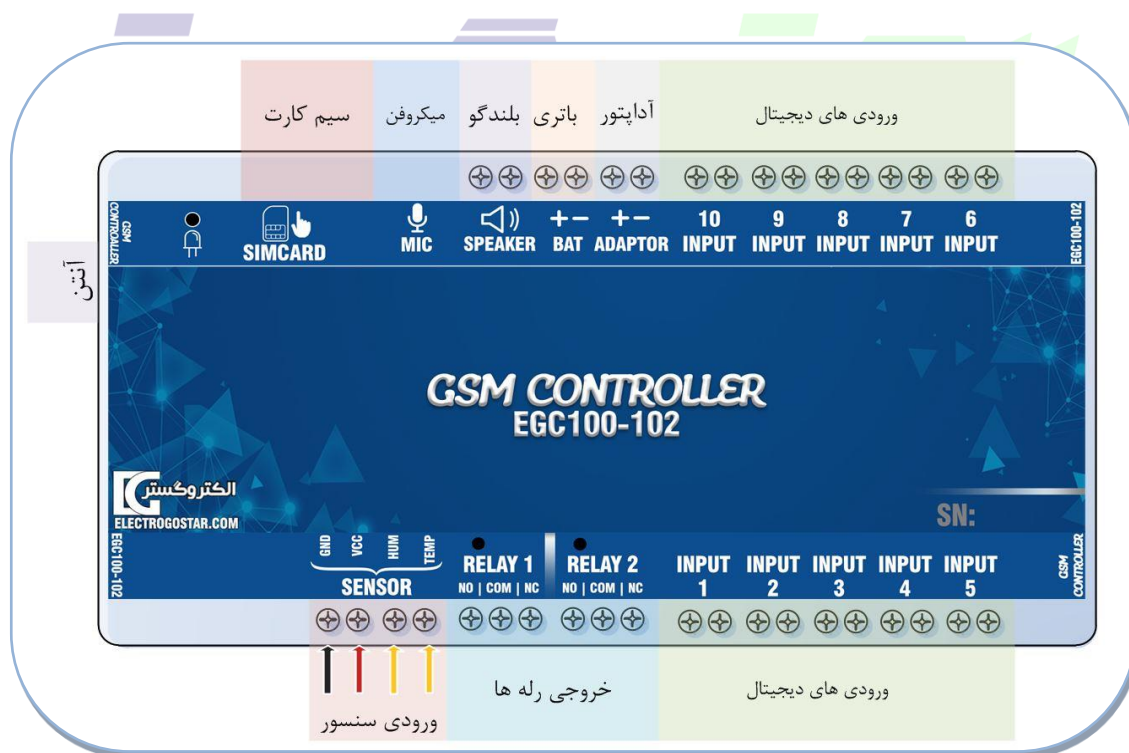 سیم کارت
میکروفن
بلندگو
باتری
آداپتور
ورودی های دیجیتال
آنتن
GSM CONTROLLER
SIMCARD
MIC
SPEAKER
+ − BAT
+ − ADAPTOR
10 INPUT
9 INPUT
8 INPUT
7 INPUT
6 INPUT
EGC100-102
GSM CONTROLLER
EGC100-102
الکتروگستر
ELECTROGOSTAR.COM
SN:
EGC100-102
GND VCC HUM TEMP
SENSOR
RELAY 1
NO | COM | NC
RELAY 2
NO | COM | NC
INPUT 1
INPUT 2
INPUT 3
INPUT 4
INPUT 5
GSM CONTROLLER
ورودی سنسور
خروجی رله ها
ورودی های دیجیتال